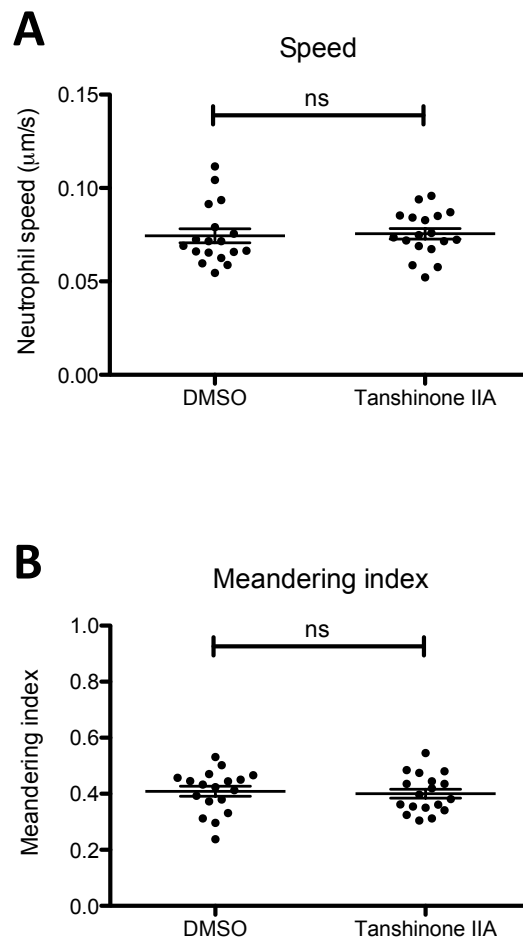 A
Speed
ns
Neutrophil speed (μm/s)
0.15
0.10
0.05
0.00
DMSO Tanshinone IIA
B
Meandering index
ns
Meandering index
1.0
0.8
0.6
0.4
0.2
0.0
DMSO Tanshinone IIA